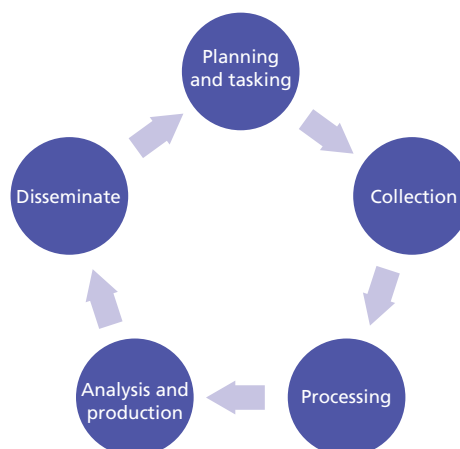 Planning
and tasking
Collection
Processing
Analysis and
production
Disseminate